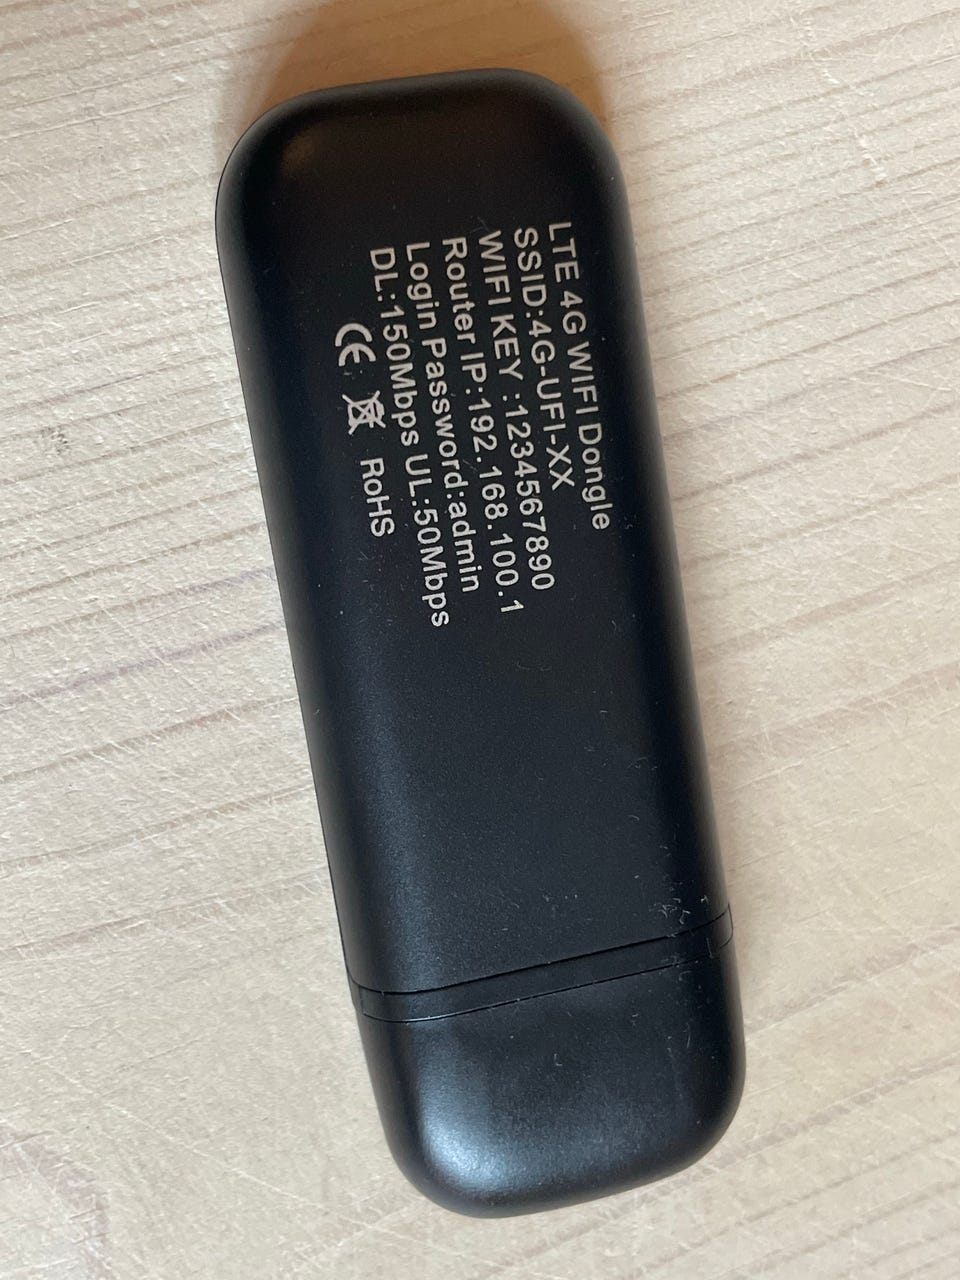 LTE 4G WIFI Dongle
SSID:4G-UFI-XX
WIFI KEY :1234567890
Router IP:192.168.100.1
Login Password:admin
DL:150Mbps UL:50Mbps
CE RoHS